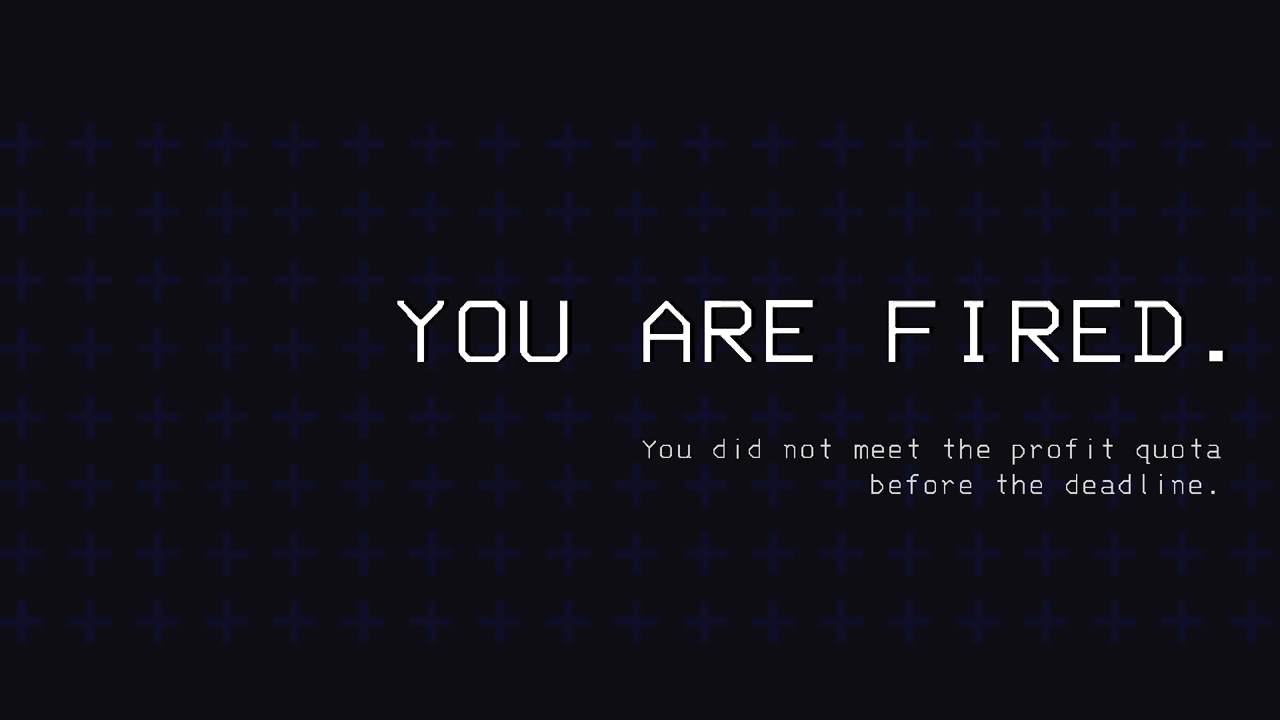 YOU ARE FIRED.
You did not meet the profit quota
before the deadline.